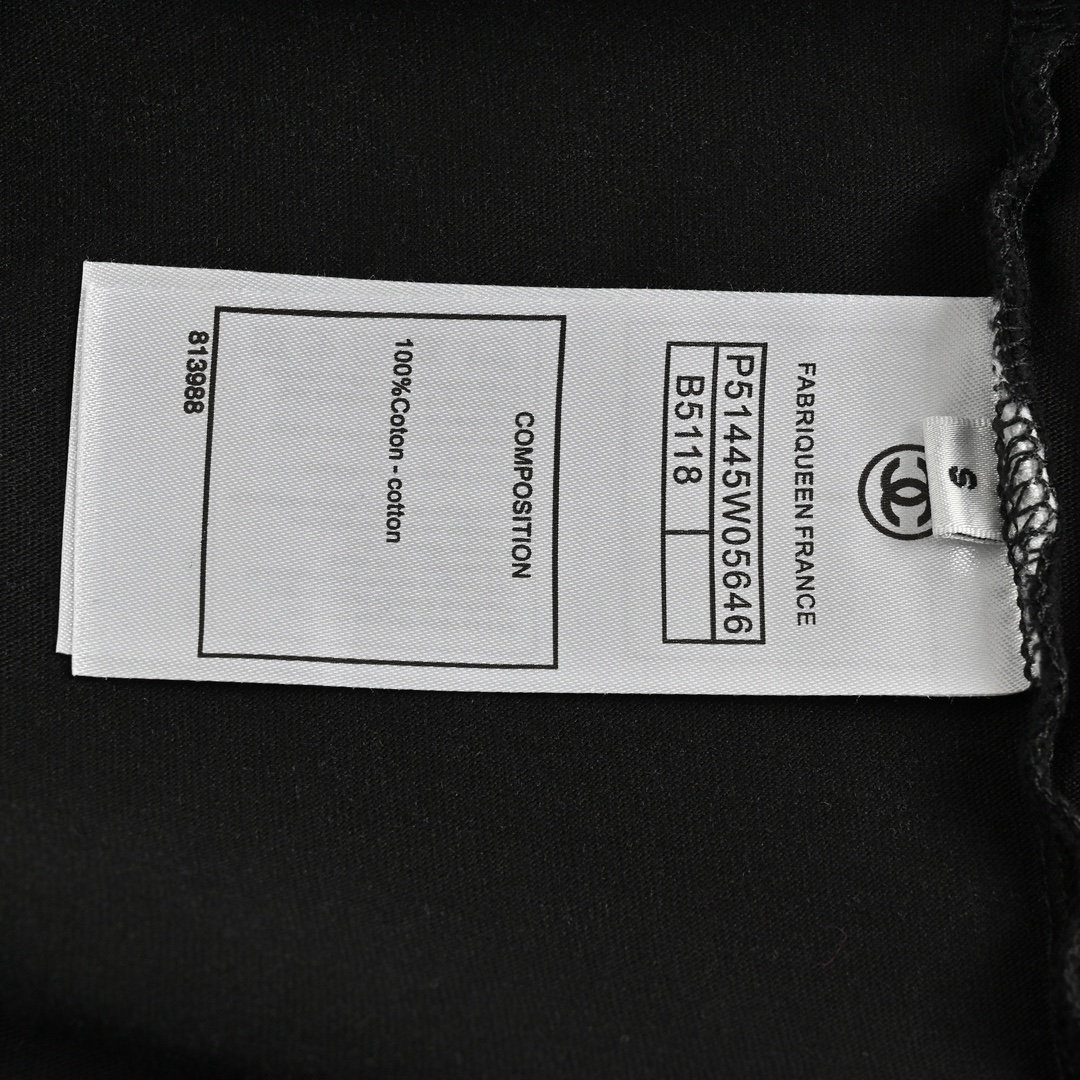 S
FABRIQUEEN FRANCE
P51445W05646
B5118
COMPOSITION
100%Coton - cotton
813988